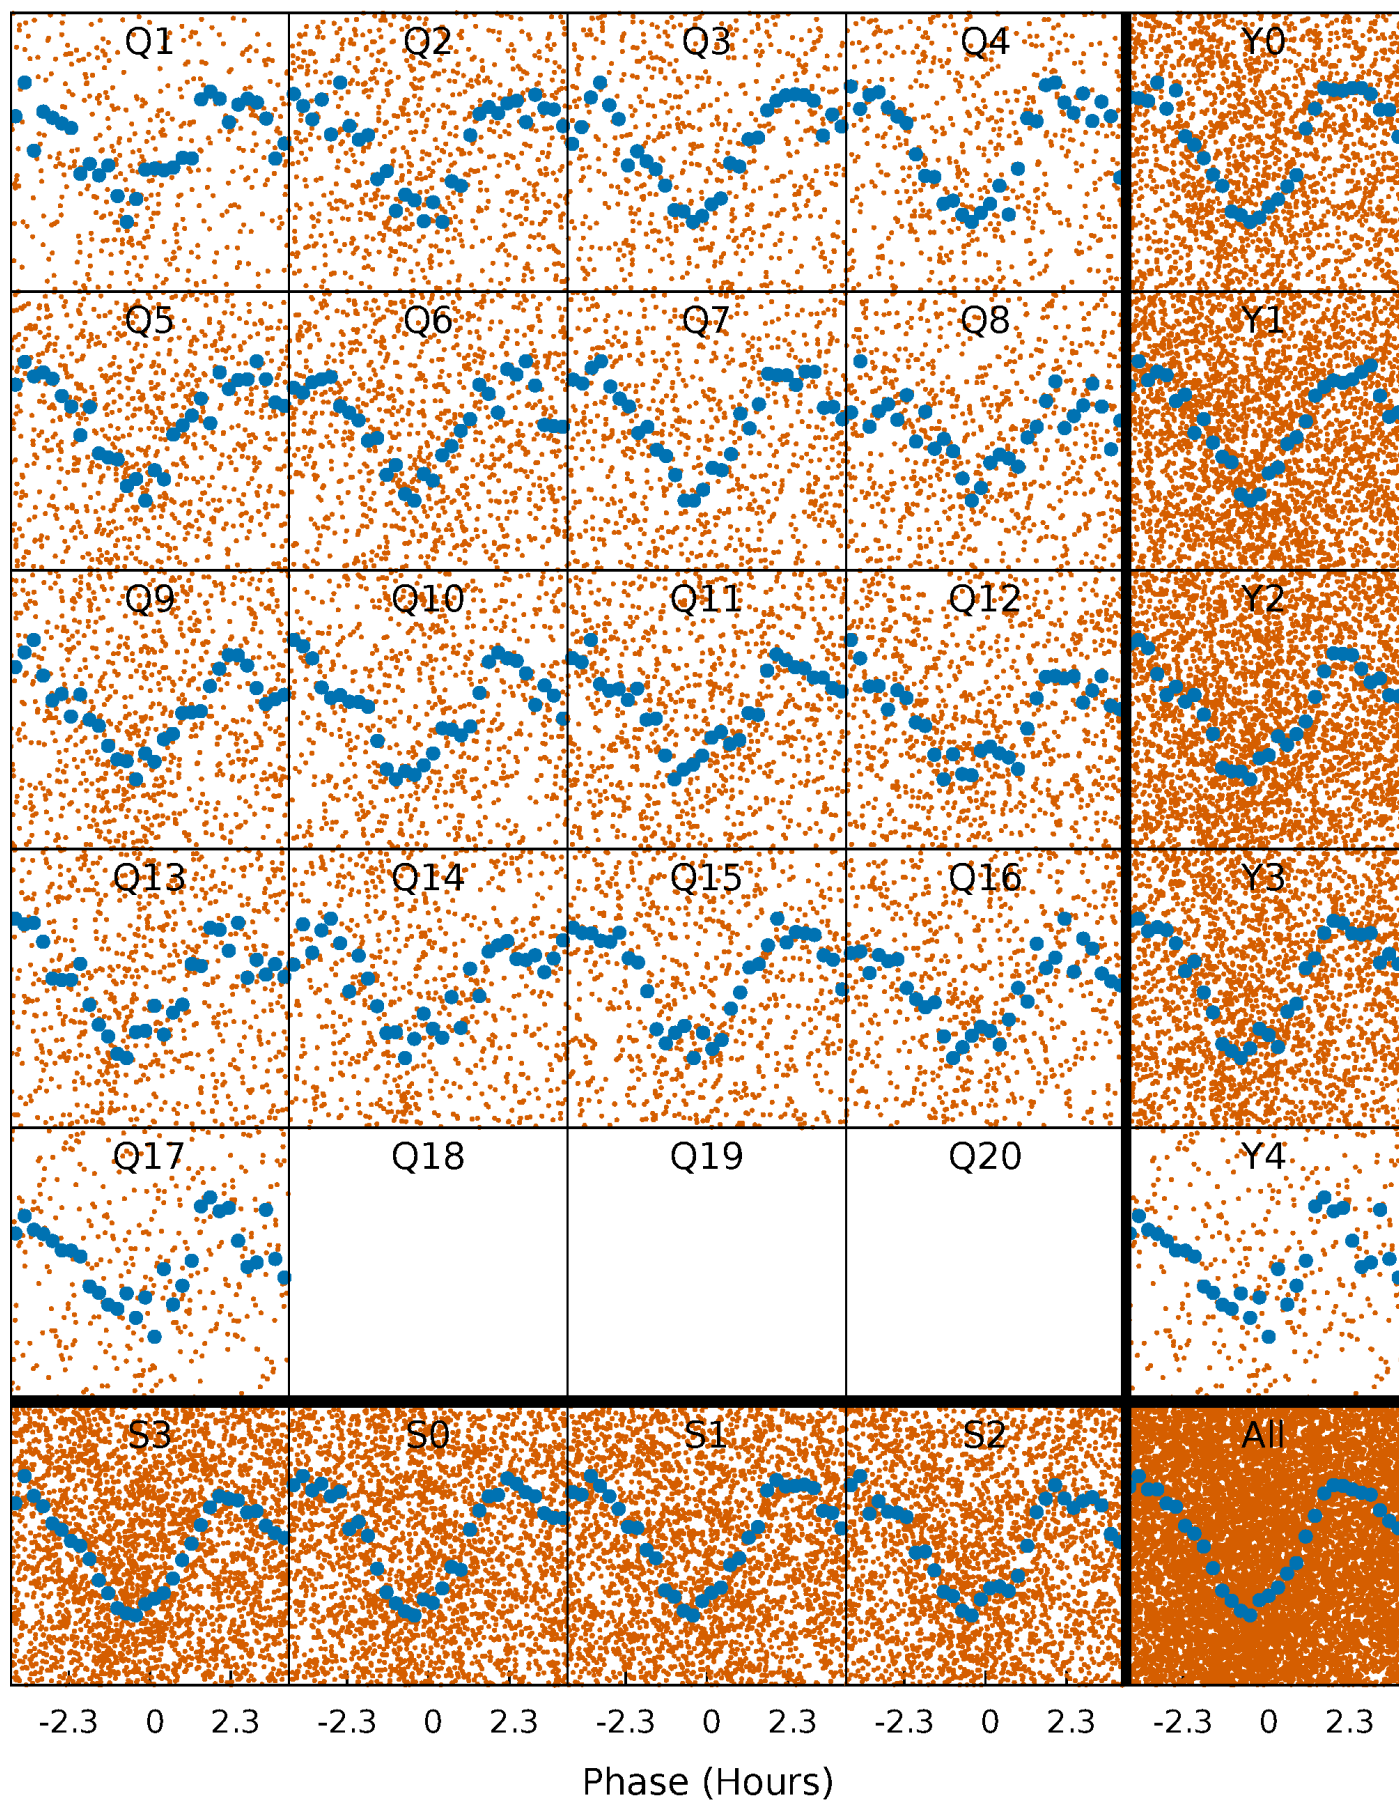 Q1 Q2 Q3 Q4 Y0
Q5 Q6 Q7 Q8 Y1
Q9 Q10 Q11 Q12 Y2
Q13 Q14 Q15 Q16 Y3
Q17 Q18 Q19 Q20 Y4
S3 S0 S1 S2 All
-2.3 0 2.3 -2.3 0 2.3 -2.3 0 2.3 -2.3 0 2.3 -2.3 0 2.3
Phase (Hours)